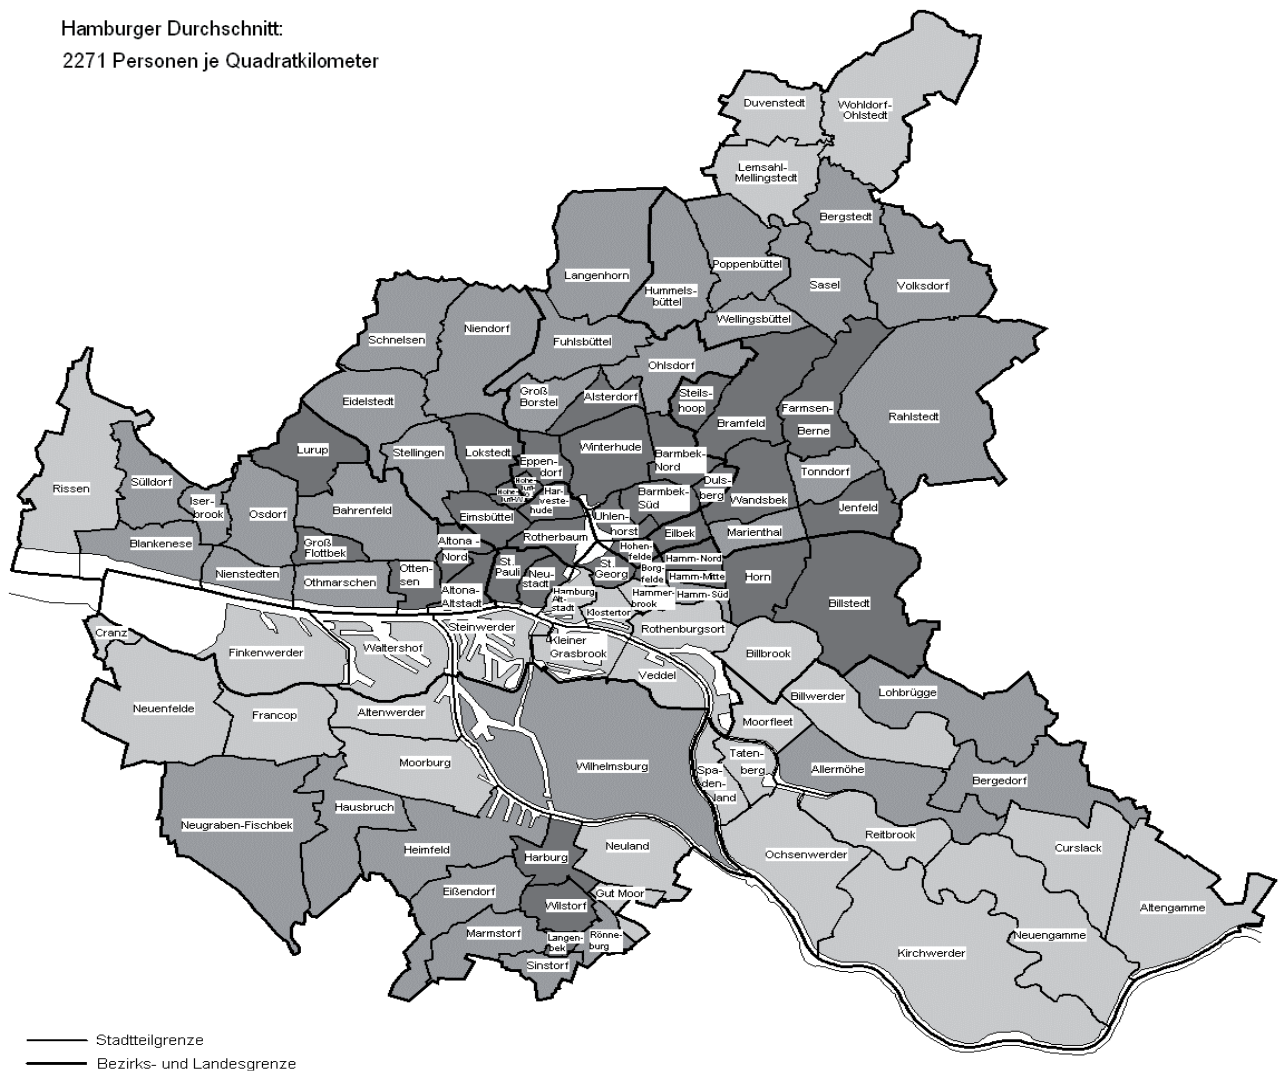 Hamburger Durchschnitt:
2271 Personen je Quadratkilometer
Duvenstedt
Wohldorf-
Ohlstedt
Lemsahl-
Mellingstedt
Bergstedt
Poppenbüttel
Langenhorn
Hummels-
büttel
Sasel
Volksdorf
Wellingsbüttel
Niendorf
Schnelsen
Fuhlsbüttel
Ohlsdorf
Groß
Borstel
Alsterdorf
Steils-
hoop
Eidelstedt
Bramfeld
Farmsen-
Berne
Rahlstedt
Lurup
Stellingen
Lokstedt
Winterhude
Barmbek-
Nord
Eppen-
dorf
Tonndorf
Rissen
Sülldorf
Iser-
brook
Osdorf
Bahrenfeld
Eimsbüttel
Har-
veste-
hude
Barmbek-
Süd
Duls-
berg
Wandsbek
Jenfeld
Uhlen-
horst
Eilbek
Marienthal
Blankenese
Groß
Flottbek
Altona -
Nord
Rotherbaum
Hohen-
felde
Hamm-Nord
Nienstedten
Othmarschen
Otten-
sen
St.
Pauli
Neu-
stadt
St.
Georg
Borg-
felde
Hamm-Mitte
Horn
Altona-
Altstadt
Hamburg
Alt-
stadt
Hammer-
brook
Hamm-Süd
Billstedt
Klostertor
Cranz
Finkenwerder
Waltershof
Steinwerder
Kleiner
Grasbrook
Rothenburgsort
Veddel
Billbrook
Billwerder
Lohbrügge
Neuenfelde
Francop
Altenwerder
Moorfleet
Moorburg
Wilhelmsburg
Spa-
den-
land
Taten-
berg
Allermöhe
Bergedorf
Hausbruch
Neugraben-Fischbek
Heimfeld
Harburg
Neuland
Ochsenwerder
Reitbrook
Curslack
Eißendorf
Wilstorf
Gut Moor
Altengamme
Marmstorf
Langen-
bek
Rönne-
burg
Neuengamme
Kirchwerder
Sinstorf
Stadtteilgrenze
Bezirks- und Landesgrenze